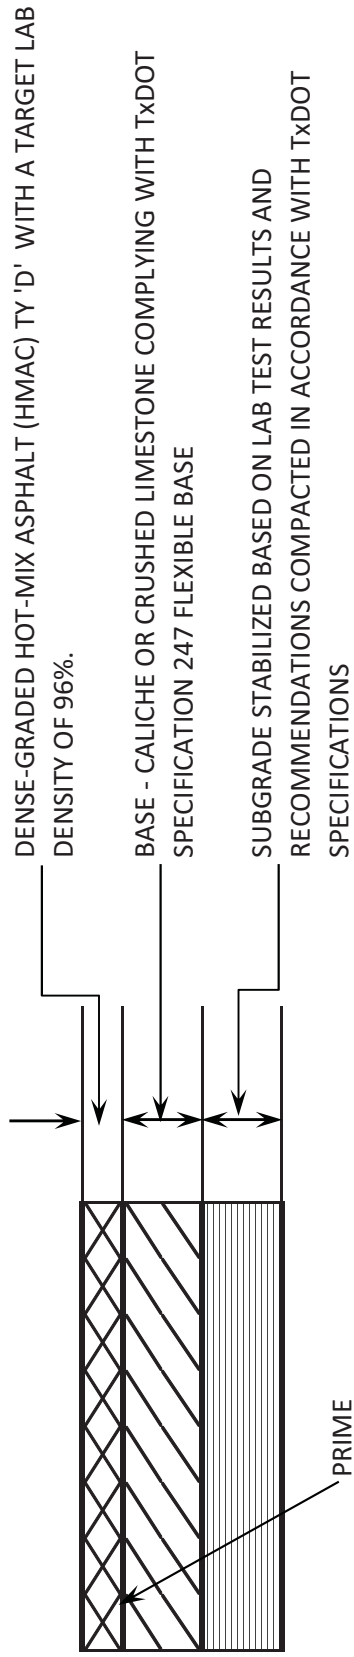 DENSE-GRADED HOT-MIX ASPHALT (HMAC) TY 'D' WITH A TARGET LAB
DENSITY OF 96%.
BASE - CALICHE OR CRUSHED LIMESTONE COMPLYING WITH TxDOT
SPECIFICATION 247 FLEXIBLE BASE
SUBGRADE STABILIZED BASED ON LAB TEST RESULTS AND
RECOMMENDATIONS COMPACTED IN ACCORDANCE WITH TxDOT
SPECIFICATIONS
PRIME